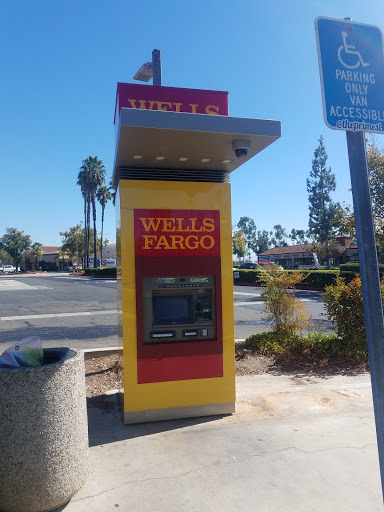 WELLS
WELLS
FARGO
PARKING
ONLY
VAN
ACCESSIBLE